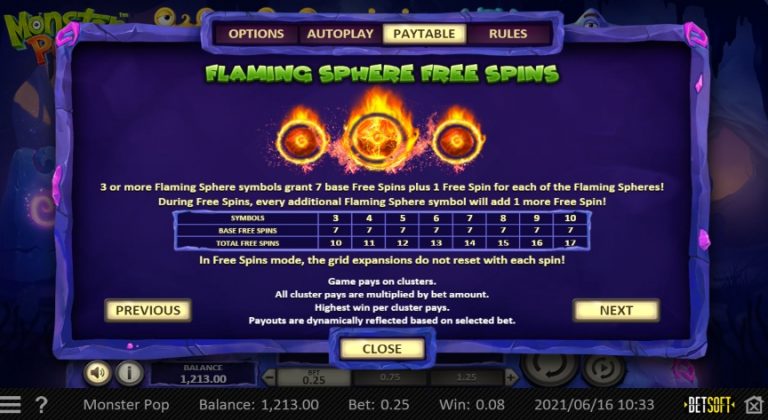 Monster
OPTIONS AUTOPLAY PAYTABLE RULES
FLAMING SPHERE FREE SPINS
3 or more Flaming Sphere symbols grant 7 base Free Spins plus 1 Free Spin for each of the Flaming Spheres!
During Free Spins, every additional Flaming Sphere symbol will add 1 more Free Spin!
SYMBOLS 3 4 5 6 7 8 9 10
BASE FREE SPINS 7 7 7 7 7 7 7 7
TOTAL FREE SPINS 10 11 12 13 14 15 16 17
In Free Spins mode, the grid expansions do not reset with each spin!
Game pays on clusters.
All cluster pays are multiplied by bet amount.
Highest win per cluster pays.
Payouts are dynamically reflected based on selected bet.
PREVIOUS NEXT
CLOSE
BALANCE
1,213.00
BET
0.25 0.75 1.25
Monster Pop Balance: 1,213.00 Bet: 0.25 Win: 0.08 2021/06/16 10:33 BETSOFT